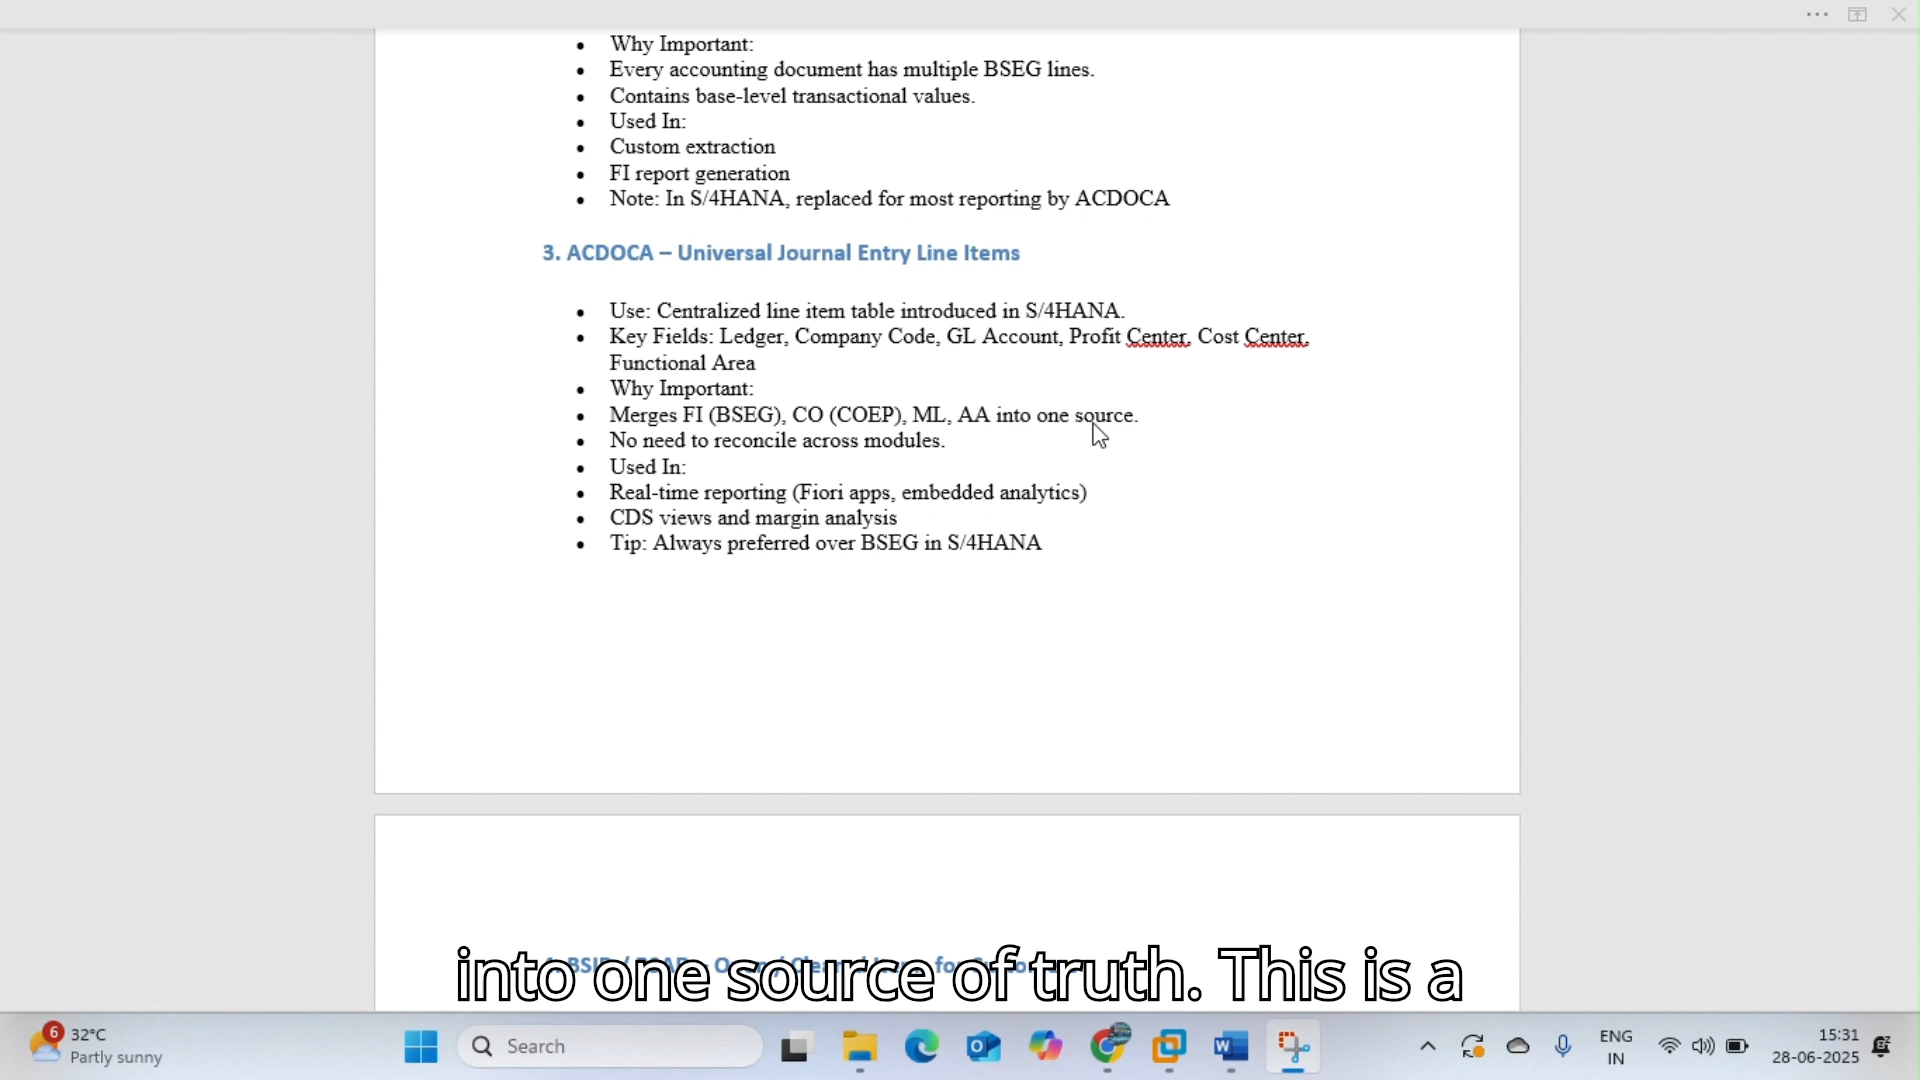 Why Important:
Every accounting document has multiple BSEG lines.
Contains base-level transactional values.
Used In:
Custom extraction
FI report generation
Note: In S/4HANA, replaced for most reporting by ACDOCA
3. ACDOCA – Universal Journal Entry Line Items
Use: Centralized line item table introduced in S/4HANA.
Key Fields: Ledger, Company Code, GL Account, Profit Center, Cost Center,
Functional Area
Why Important:
Merges FI (BSEG), CO (COEP), ML, AA into one source.
No need to reconcile across modules.
Used In:
Real-time reporting (Fiori apps, embedded analytics)
CDS views and margin analysis
Tip: Always preferred over BSEG in S/4HANA
into one source of truth. This is a
6
32°C
Partly sunny
Search
ENG
IN
15:31
28-06-2025